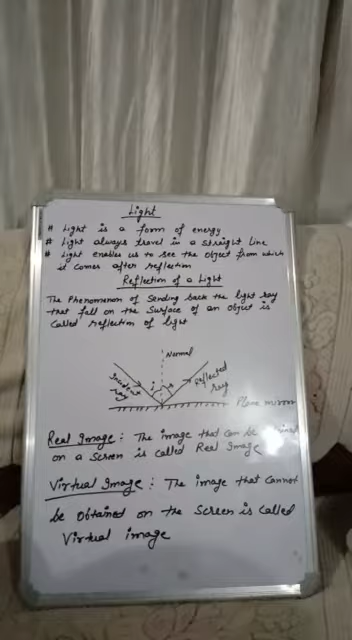 Light
# Light is a form of energy
# Light always travel in a straight line
# Light enables us to see the object from which
it comes after reflection
Reflection of a Light
The Phenomenon of Sending back the light ray
that fall on the Surface of an object is
Called reflection of light
Normal
Incident
ray
i
r
Reflected
ray
Plane mirror
Real Image : The image that can be
on a screen is called Real Image
Virtual Image : The image that cannot
be obtained on the screen is called
Virtual image